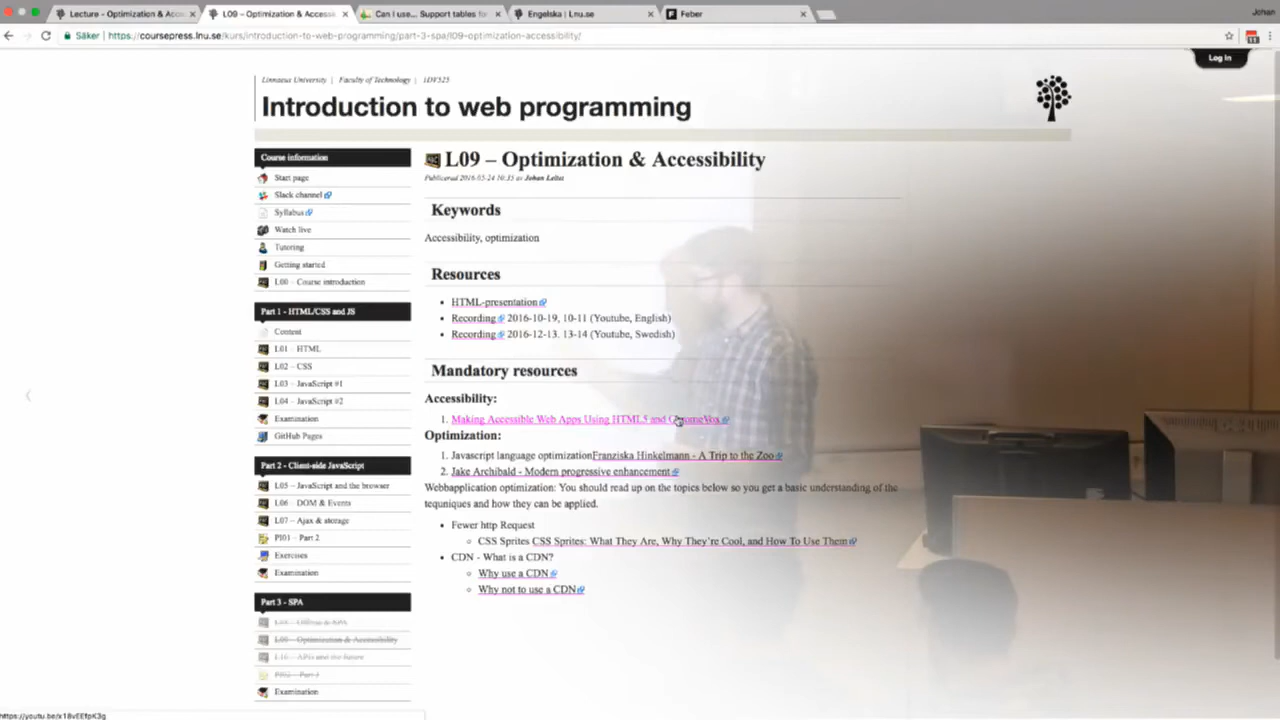 Lecture - Optimization & Acc
L09 – Optimization & Accesse
Can I use... Support tables for
Engelska | Lnu.se
Feber
Johan
Säker
https://coursepress.lnu.se/kurs/introduction-to-web-programming/part-3-spa/l09-optimization-accessibility/
Log In
Linnaeus University | Faculty of Technology | 1DV525
Introduction to web programming
Course information
Start page
Slack channel
Syllabus
Watch live
Tutoring
Getting started
L00 – Course introduction
Part 1 - HTML/CSS and JS
Content
L01 – HTML
L02 – CSS
L03 – JavaScript #1
L04 – JavaScript #2
Examination
GitHub Pages
Part 2 - Client-side JavaScript
L05 – JavaScript and the browser
L06 – DOM & Events
L07 – Ajax & storage
PI01 – Part 2
Exercises
Examination
Part 3 - SPA
L09 – Optimization & Accessibility
Examination
L09 – Optimization & Accessibility
Publicerad 2016-05-24 10:35 av Johan Leitet
Keywords
Accessibility, optimization
Resources
HTML-presentation
Recording 2016-10-19, 10-11 (Youtube, English)
Recording 2016-12-13. 13-14 (Youtube, Swedish)
Mandatory resources
Accessibility:
1. Making Accessible Web Apps Using HTML5 and ChromeVox
Optimization:
1. Javascript language optimizationFranziska Hinkelmann - A Trip to the Zoo
2. Jake Archibald - Modern progressive enhancement
Webbapplication optimization: You should read up on the topics below so you get a basic understanding of the
tequniques and how they can be applied.
Fewer http Request
CSS Sprites CSS Sprites: What They Are, Why They're Cool, and How To Use Them
CDN - What is a CDN?
Why use a CDN
Why not to use a CDN
https://youtu.be/x18vEEfpK3g